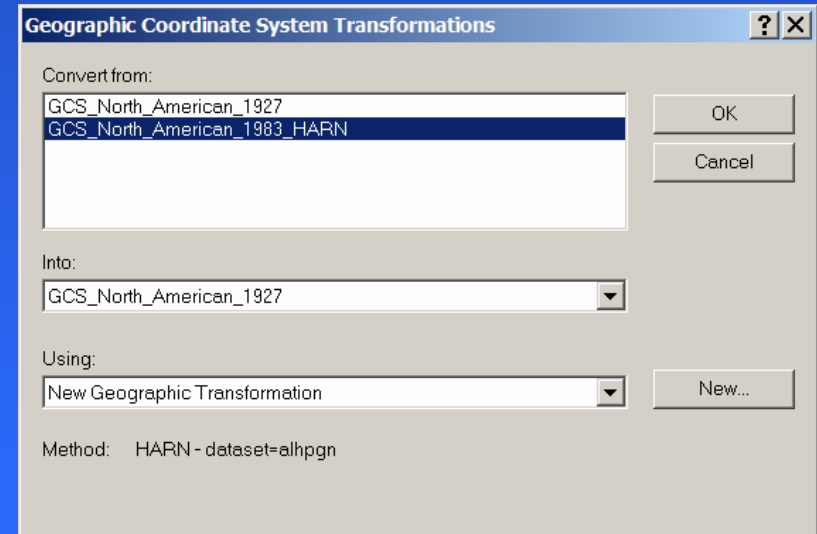 Geographic Coordinate System Transformations
Convert from:
GCS_North_American_1927
GCS_North_American_1983_HARN
OK
Cancel
Into:
GCS_North_American_1927
Using:
New Geographic Transformation
New...
Method: HARN - dataset=alhpgn